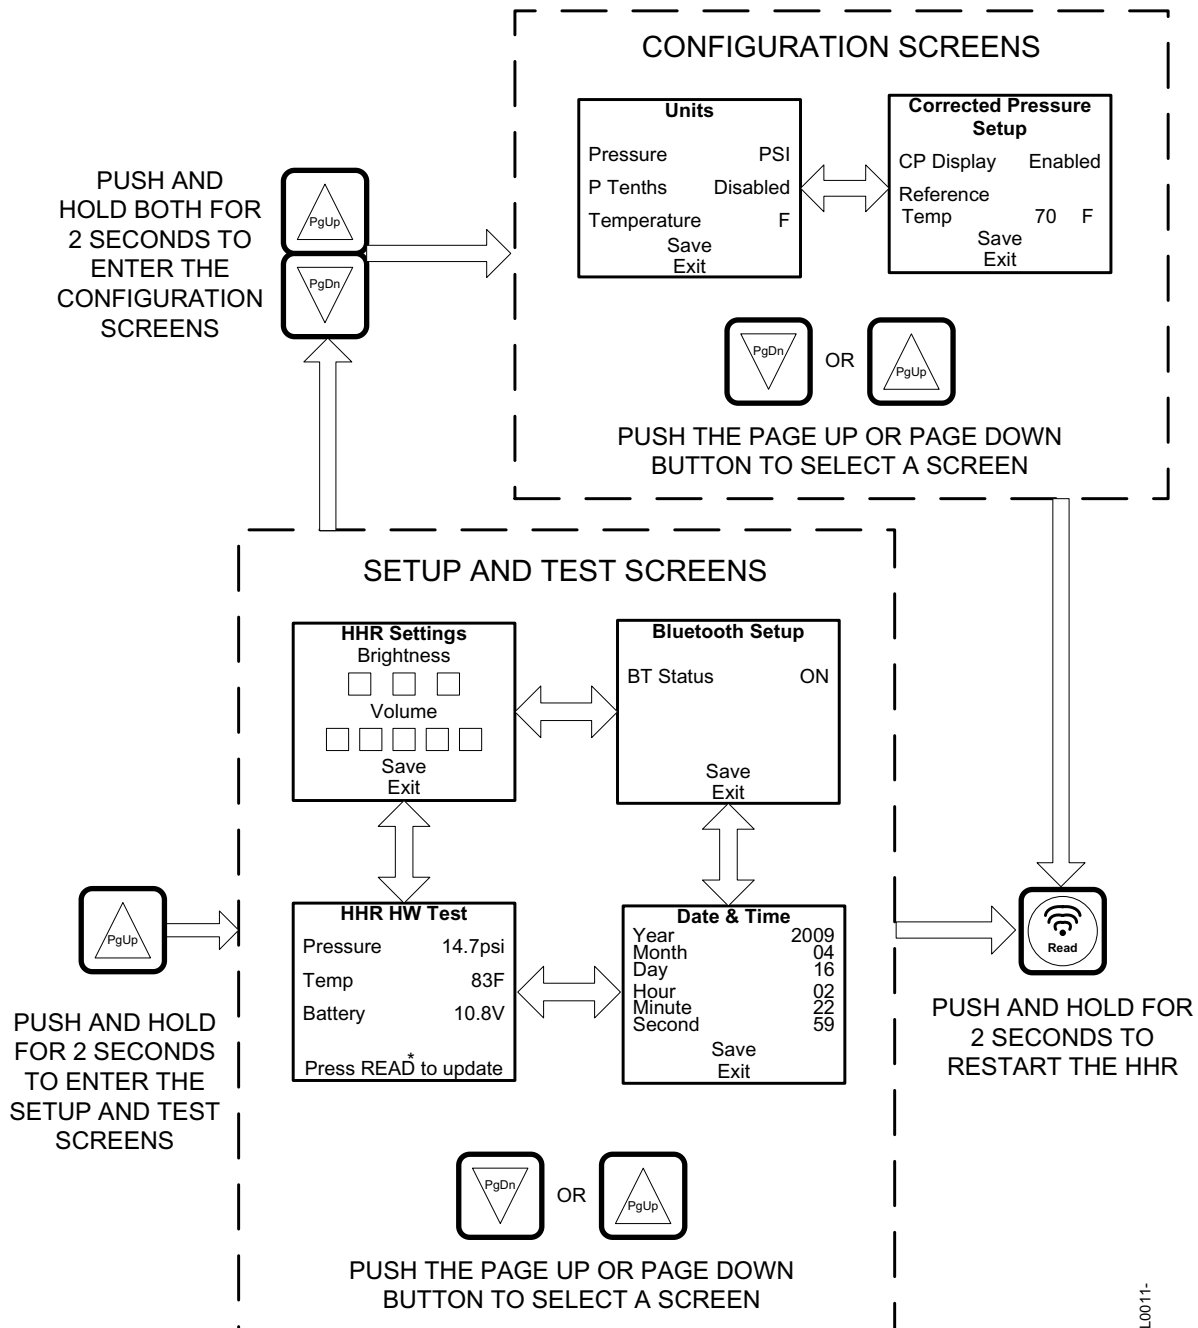 CONFIGURATION SCREENS
Units
Pressure PSI
P Tenths Disabled
Temperature F
Save
Exit
Corrected Pressure
Setup
CP Display Enabled
Reference
Temp 70 F
Save
Exit
PUSH AND
HOLD BOTH FOR
2 SECONDS TO
ENTER THE
CONFIGURATION
SCREENS
PgUp
PgDn
PgDn
OR
PgUp
PUSH THE PAGE UP OR PAGE DOWN
BUTTON TO SELECT A SCREEN
SETUP AND TEST SCREENS
HHR Settings
Brightness
Volume
Save
Exit
Bluetooth Setup
BT Status ON
Save
Exit
HHR HW Test
Pressure 14.7psi
Temp 83F
Battery 10.8V
Press READ* to update
Date & Time
Year 2009
Month 04
Day 16
Hour 02
Minute 22
Second 59
Save
Exit
PgUp
PUSH AND HOLD
FOR 2 SECONDS
TO ENTER THE
SETUP AND TEST
SCREENS
Read
PUSH AND HOLD FOR
2 SECONDS TO
RESTART THE HHR
PgDn
OR
PgUp
PUSH THE PAGE UP OR PAGE DOWN
BUTTON TO SELECT A SCREEN
L0011-